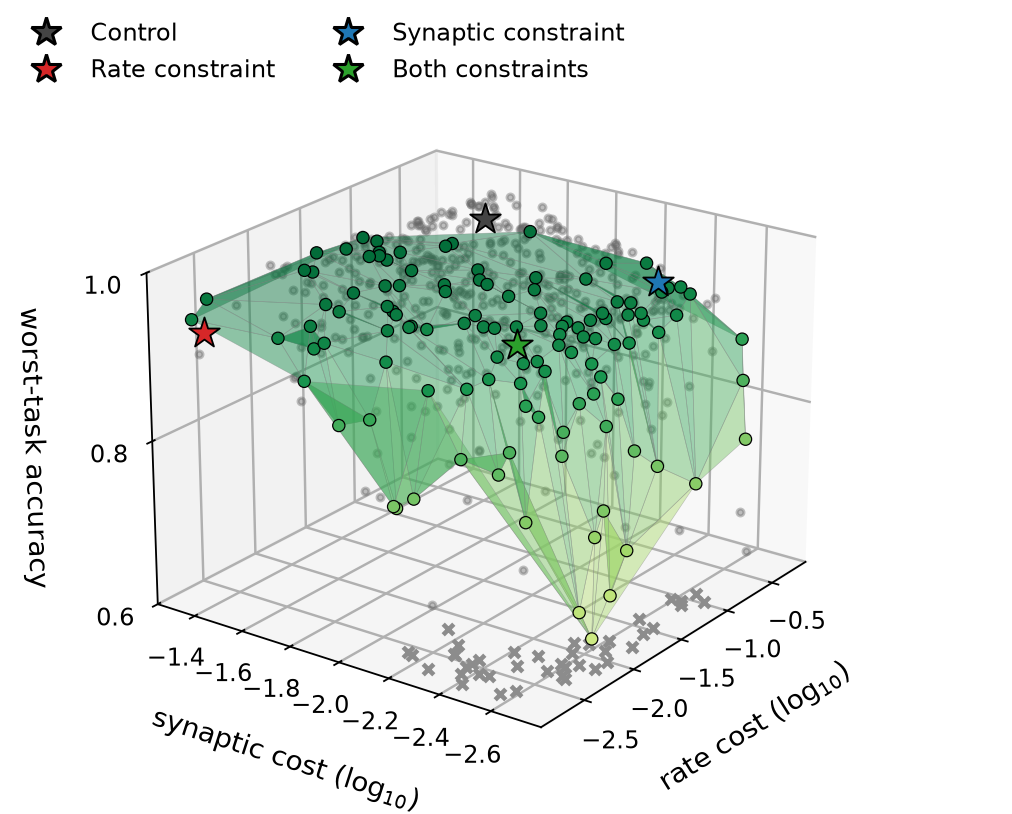 Control
Rate constraint
Synaptic constraint
Both constraints
worst-task accuracy
1.0
0.8
0.6
−1.4
−1.6
−1.8
−2.0
−2.2
−2.4
−2.6
synaptic cost (log₁₀)
−0.5
−1.0
−1.5
−2.0
−2.5
rate cost (log₁₀)